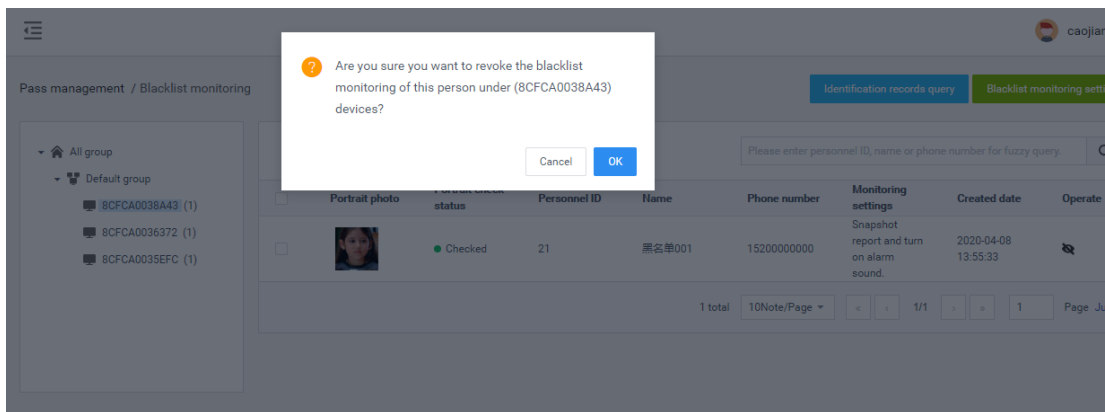 caojian
Are you sure you want to revoke the blacklist
monitoring of this person under (8CFCA0038A43)
devices?
Cancel
OK
Pass management / Blacklist monitoring
Identification records query
Blacklist monitoring setti
All group
Default group
8CFCA0038A43 (1)
8CFCA0036372 (1)
8CFCA0035EFC (1)
Please enter personnel ID, name or phone number for fuzzy query.
Portrait photo
Portrait check
status
Personnel ID
Name
Phone number
Monitoring
settings
Created date
Operate
Checked
21
黑名单001
15200000000
Snapshot
report and turn
on alarm
sound.
2020-04-08
13:55:33
1 total
10Note/Page
« ‹ 1/1 › »
1
Page Ju